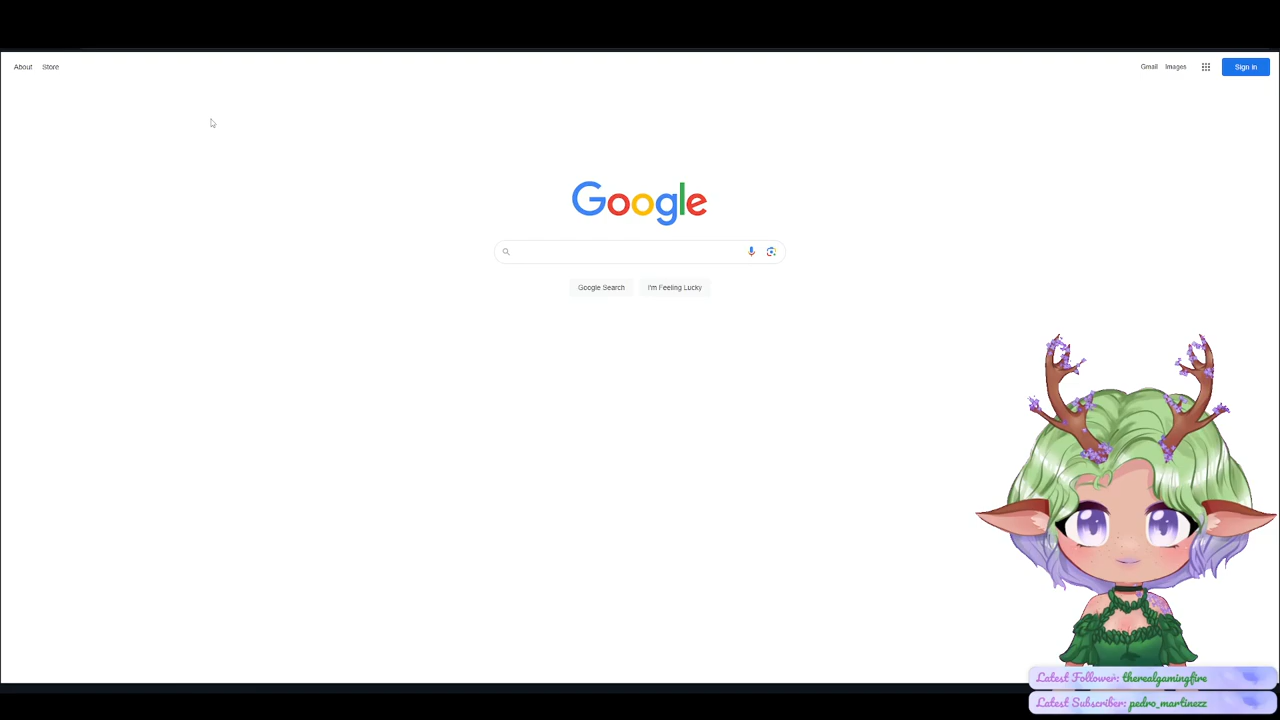 About Store
Gmail Images
Sign in
Google
Google Search I'm Feeling Lucky
Latest Follower: therealgamingfire
Latest Subscriber: pedro_martinezz